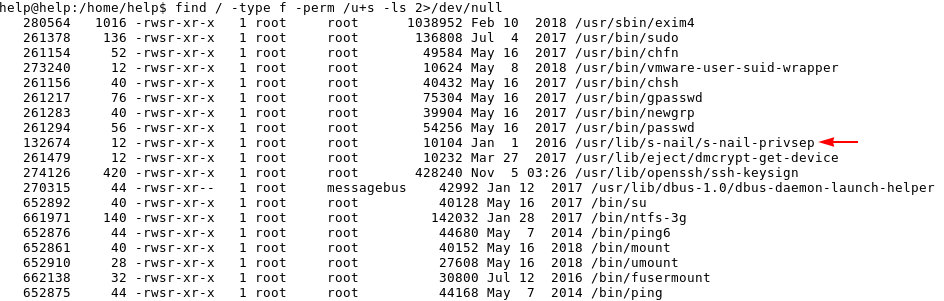 help@help:/home/help$ find / -type f -perm /u+s -ls 2>/dev/null
280564 1016 -rwsr-xr-x 1 root root 1038952 Feb 10 2018 /usr/sbin/exim4
261378 136 -rwsr-xr-x 1 root root 136808 Jul 4 2017 /usr/bin/sudo
261154 52 -rwsr-xr-x 1 root root 49584 May 16 2017 /usr/bin/chfn
273240 12 -rwsr-xr-x 1 root root 10624 May 8 2018 /usr/bin/vmware-user-suid-wrapper
261156 40 -rwsr-xr-x 1 root root 40432 May 16 2017 /usr/bin/chsh
261217 76 -rwsr-xr-x 1 root root 75304 May 16 2017 /usr/bin/gpasswd
261283 40 -rwsr-xr-x 1 root root 39904 May 16 2017 /usr/bin/newgrp
261294 56 -rwsr-xr-x 1 root root 54256 May 16 2017 /usr/bin/passwd
132674 12 -rwsr-xr-x 1 root root 10104 Jan 1 2016 /usr/lib/s-nail/s-nail-privsep
261479 12 -rwsr-xr-x 1 root root 10232 Mar 27 2017 /usr/lib/eject/dmcrypt-get-device
274126 420 -rwsr-xr-x 1 root root 428240 Nov 5 03:26 /usr/lib/openssh/ssh-keysign
270315 44 -rwsr-xr-- 1 root messagebus 42992 Jan 12 2017 /usr/lib/dbus-1.0/dbus-daemon-launch-helper
652892 40 -rwsr-xr-x 1 root root 40128 May 16 2017 /bin/su
661971 140 -rwsr-xr-x 1 root root 142032 Jan 28 2017 /bin/ntfs-3g
652876 44 -rwsr-xr-x 1 root root 44680 May 7 2014 /bin/ping6
652861 40 -rwsr-xr-x 1 root root 40152 May 16 2018 /bin/mount
652910 28 -rwsr-xr-x 1 root root 27608 May 16 2018 /bin/umount
662138 32 -rwsr-xr-x 1 root root 30800 Jul 12 2016 /bin/fusermount
652875 44 -rwsr-xr-x 1 root root 44168 May 7 2014 /bin/ping